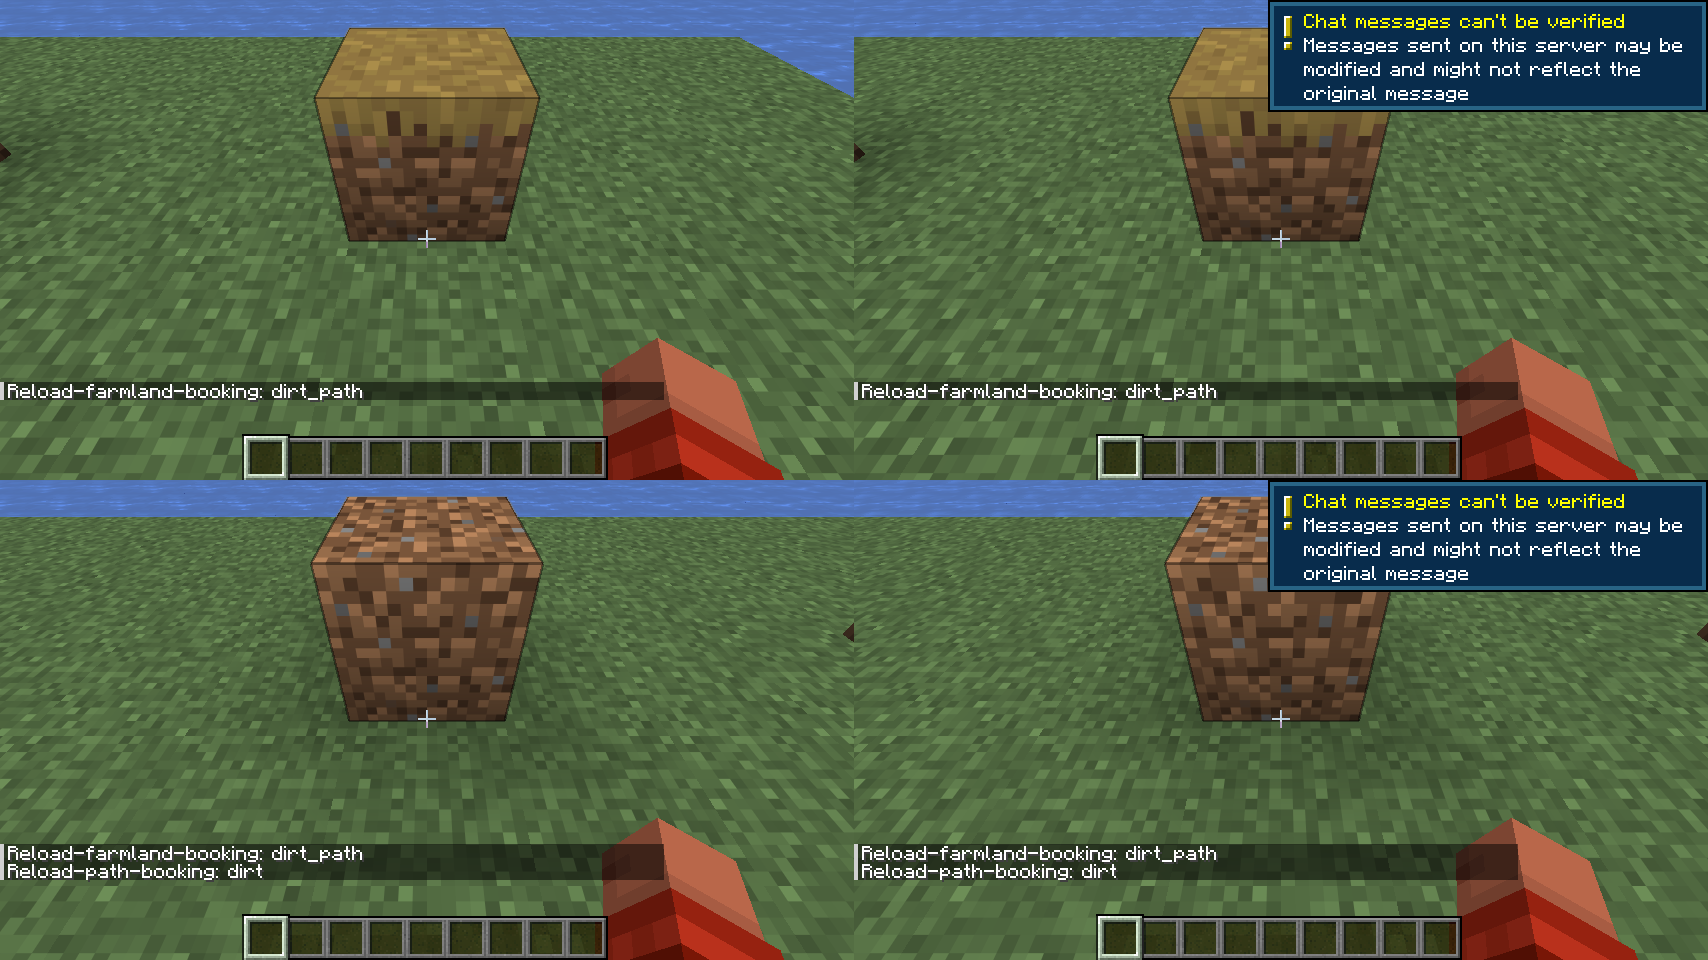 Chat messages can't be verified
Messages sent on this server may be
modified and might not reflect the
original message
Reload-farmland-booking: dirt_path
Reload-farmland-booking: dirt_path
Chat messages can't be verified
Messages sent on this server may be
modified and might not reflect the
original message
Reload-farmland-booking: dirt_path
Reload-path-booking: dirt
Reload-farmland-booking: dirt_path
Reload-path-booking: dirt